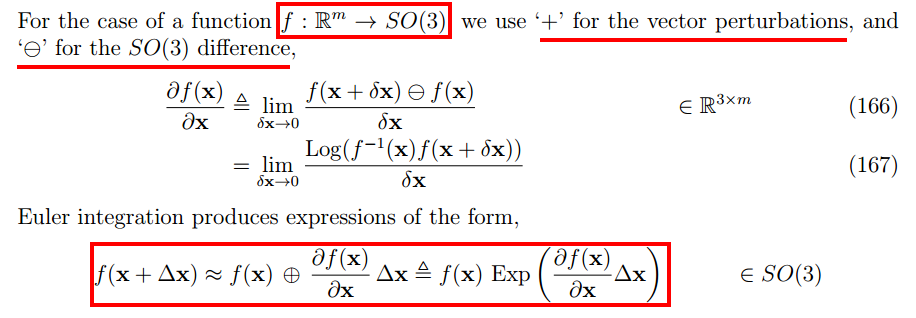 For the case of a function f : ℝᵐ → SO(3) we use ‘+’ for the vector perturbations, and
‘⊖’ for the SO(3) difference,
∂f(x)/∂x ≜ lim_{δx→0} (f(x + δx) ⊖ f(x))/δx ∈ ℝ^{3×m} (166)
= lim_{δx→0} Log(f⁻¹(x)f(x + δx))/δx (167)
Euler integration produces expressions of the form,
f(x + Δx) ≈ f(x) ⊕ ∂f(x)/∂x Δx ≜ f(x) Exp(∂f(x)/∂x Δx) ∈ SO(3)